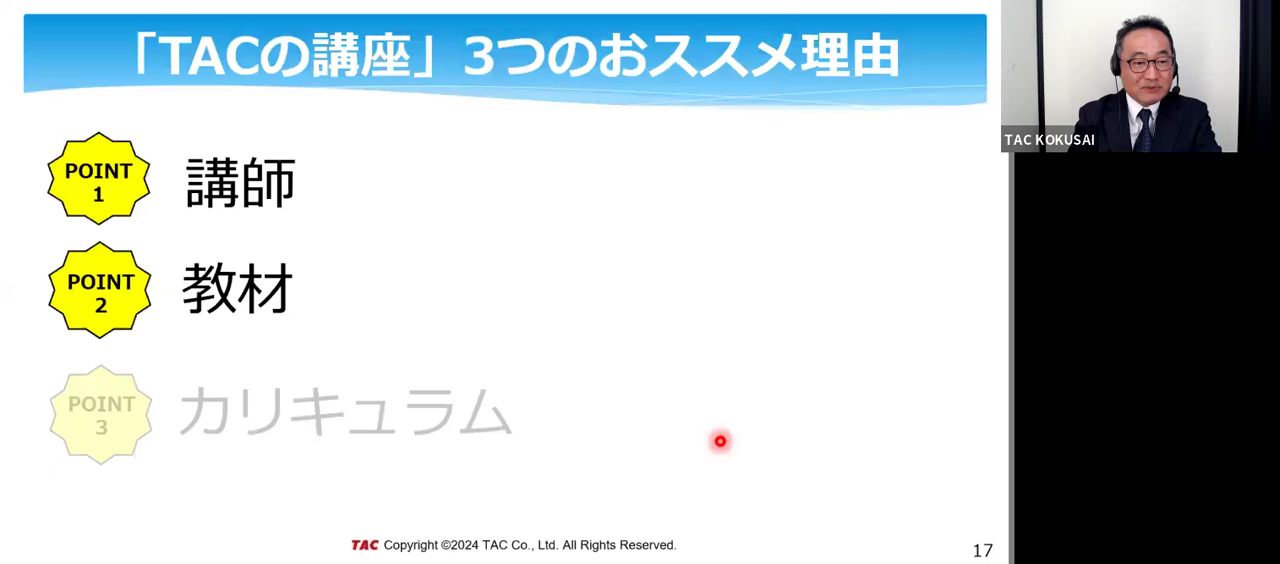 「TACの講座」3つのおススメ理由
POINT
1
講師
POINT
2
教材
POINT
3
カリキュラム
TAC Copyright ©2024 TAC Co., Ltd. All Rights Reserved.
17
TAC KOKUSAI